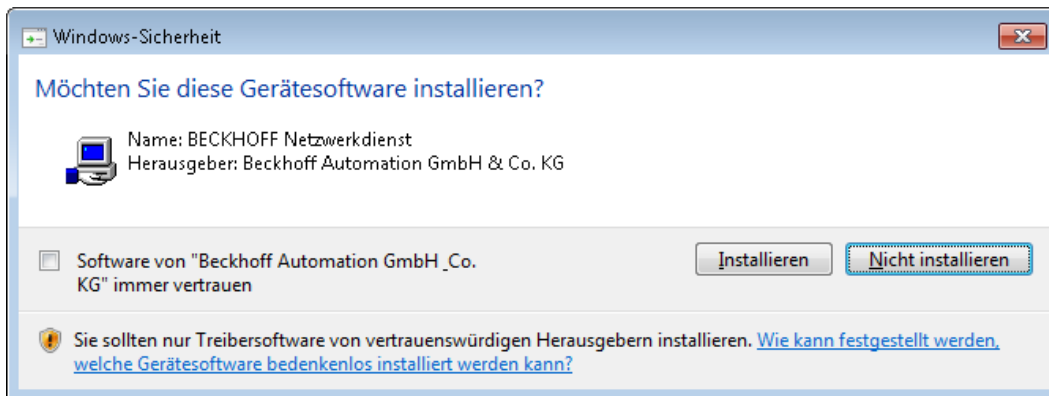 Windows-Sicherheit
Möchten Sie diese Gerätesoftware installieren?
Name: BECKHOFF Netzwerkdienst
Herausgeber: Beckhoff Automation GmbH & Co. KG
Software von "Beckhoff Automation GmbH _Co.
KG" immer vertrauen
Installieren
Nicht installieren
Sie sollten nur Treibersoftware von vertrauenswürdigen Herausgebern installieren. Wie kann festgestellt werden,
welche Gerätesoftware bedenkenlos installiert werden kann?